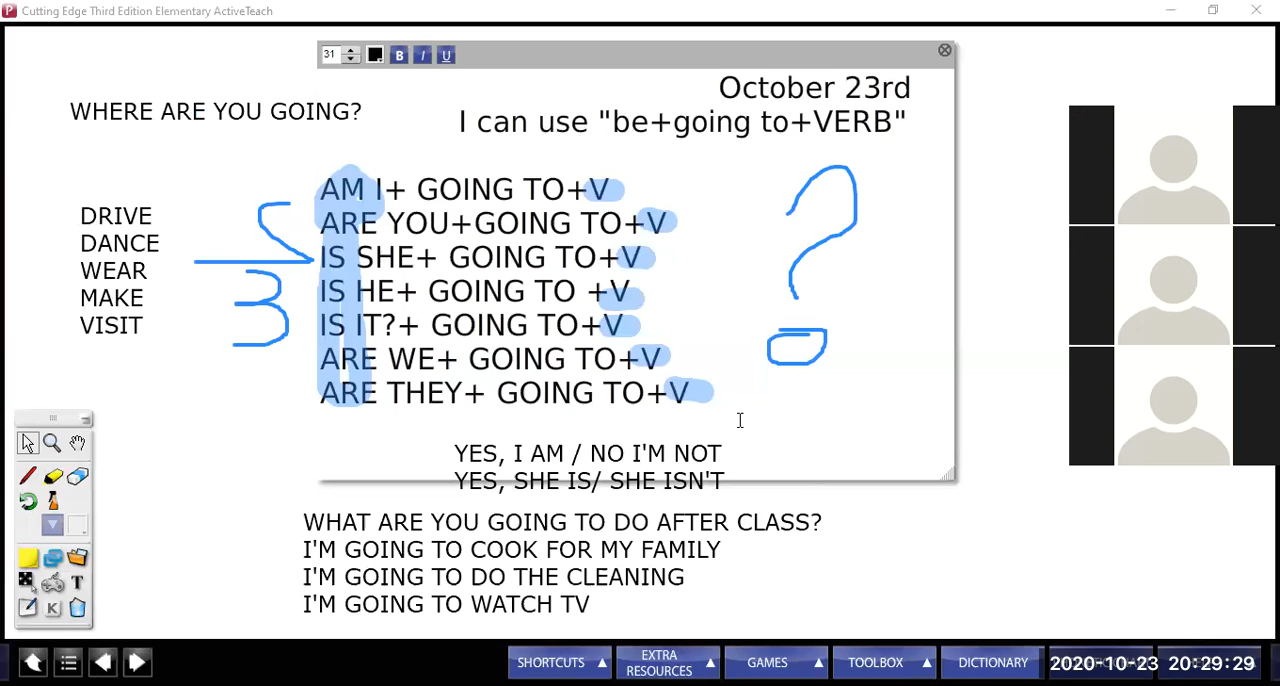 Cutting Edge Third Edition Elementary ActiveTeach
31 B I U
October 23rd
I can use "be+going to+VERB"
WHERE ARE YOU GOING?
AM I+ GOING TO+V
ARE YOU+GOING TO+V
IS SHE+ GOING TO+V
IS HE+ GOING TO +V
IS IT?+ GOING TO+V
ARE WE+ GOING TO+V
ARE THEY+ GOING TO+V
DRIVE
DANCE
WEAR
MAKE
VISIT
?
YES, I AM / NO I'M NOT
YES, SHE IS/ SHE ISN'T
WHAT ARE YOU GOING TO DO AFTER CLASS?
I'M GOING TO COOK FOR MY FAMILY
I'M GOING TO DO THE CLEANING
I'M GOING TO WATCH TV
T
K
SHORTCUTS
EXTRA
RESOURCES
GAMES
TOOLBOX
DICTIONARY
2020-10-23 20:29:29